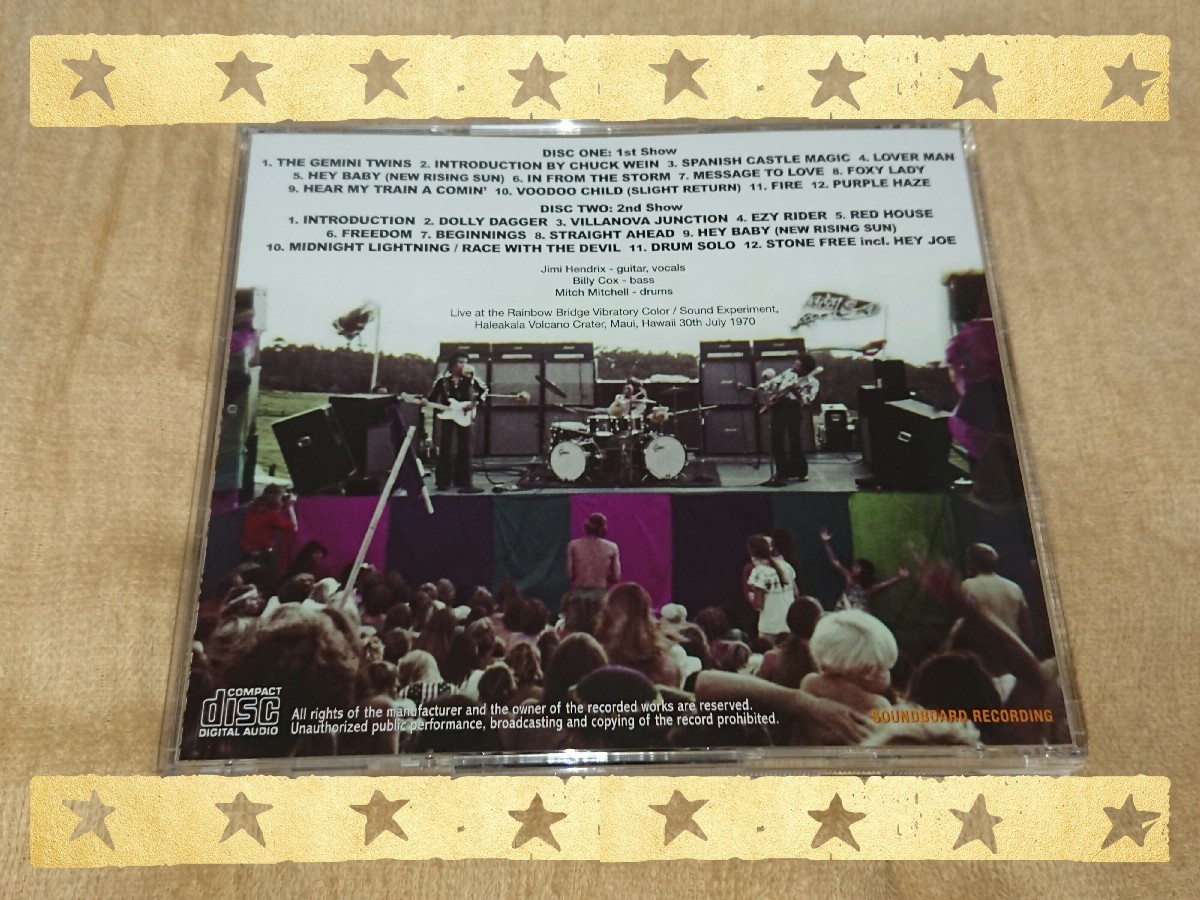 DISC ONE: 1st Show
1. THE GEMINI TWINS 2. INTRODUCTION BY CHUCK WEIN 3. SPANISH CASTLE MAGIC 4. LOVER MAN
5. HEY BABY (NEW RISING SUN) 6. IN FROM THE STORM 7. MESSAGE TO LOVE 8. FOXY LADY
9. HEAR MY TRAIN A COMIN' 10. VOODOO CHILD (SLIGHT RETURN) 11. FIRE 12. PURPLE HAZE
DISC TWO: 2nd Show
1. INTRODUCTION 2. DOLLY DAGGER 3. VILLANOVA JUNCTION 4. EZY RIDER 5. RED HOUSE
6. FREEDOM 7. BEGINNINGS 8. STRAIGHT AHEAD 9. HEY BABY (NEW RISING SUN)
10. MIDNIGHT LIGHTNING / RACE WITH THE DEVIL 11. DRUM SOLO 12. STONE FREE incl. HEY JOE
Jimi Hendrix - guitar, vocals
Billy Cox - bass
Mitch Mitchell - drums
Live at the Rainbow Bridge Vibratory Color / Sound Experiment,
Haleakala Volcano Crater, Maui, Hawaii 30th July 1970
COMPACT
disc
DIGITAL AUDIO
All rights of the manufacturer and the owner of the recorded works are reserved.
Unauthorized public performance, broadcasting and copying of the record prohibited.
SOUNDBOARD RECORDING